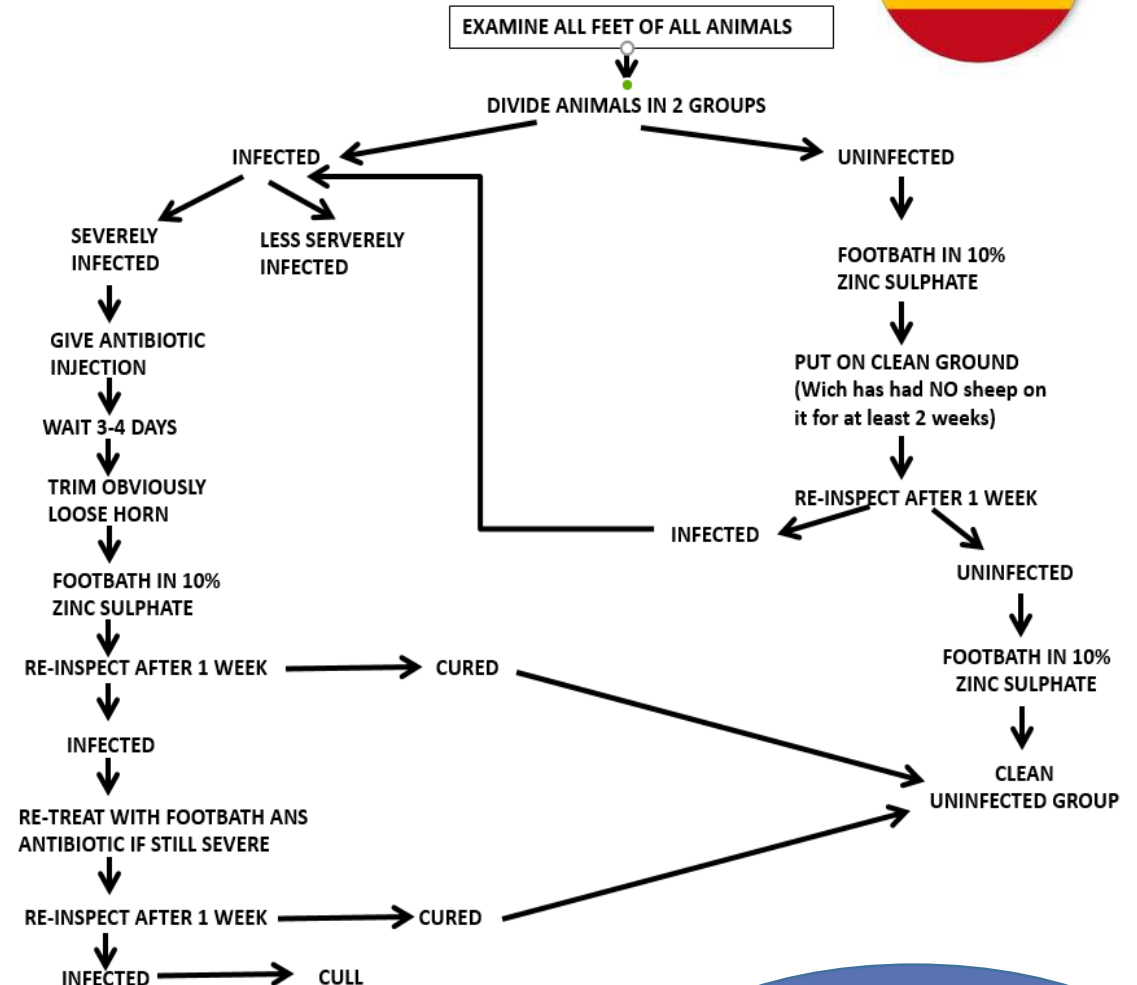 EXAMINE ALL FEET OF ALL ANIMALS
DIVIDE ANIMALS IN 2 GROUPS
INFECTED
UNINFECTED
SEVERELY
INFECTED
LESS SERVERELY
INFECTED
FOOTBATH IN 10%
ZINC SULPHATE
GIVE ANTIBIOTIC
INJECTION
PUT ON CLEAN GROUND
(Wich has had NO sheep on
it for at least 2 weeks)
WAIT 3-4 DAYS
TRIM OBVIOUSLY
LOOSE HORN
RE-INSPECT AFTER 1 WEEK
INFECTED
UNINFECTED
FOOTBATH IN 10%
ZINC SULPHATE
FOOTBATH IN 10%
ZINC SULPHATE
RE-INSPECT AFTER 1 WEEK
CURED
INFECTED
CLEAN
UNINFECTED GROUP
RE-TREAT WITH FOOTBATH ANS
ANTIBIOTIC IF STILL SEVERE
RE-INSPECT AFTER 1 WEEK
CURED
INFECTED
CULL